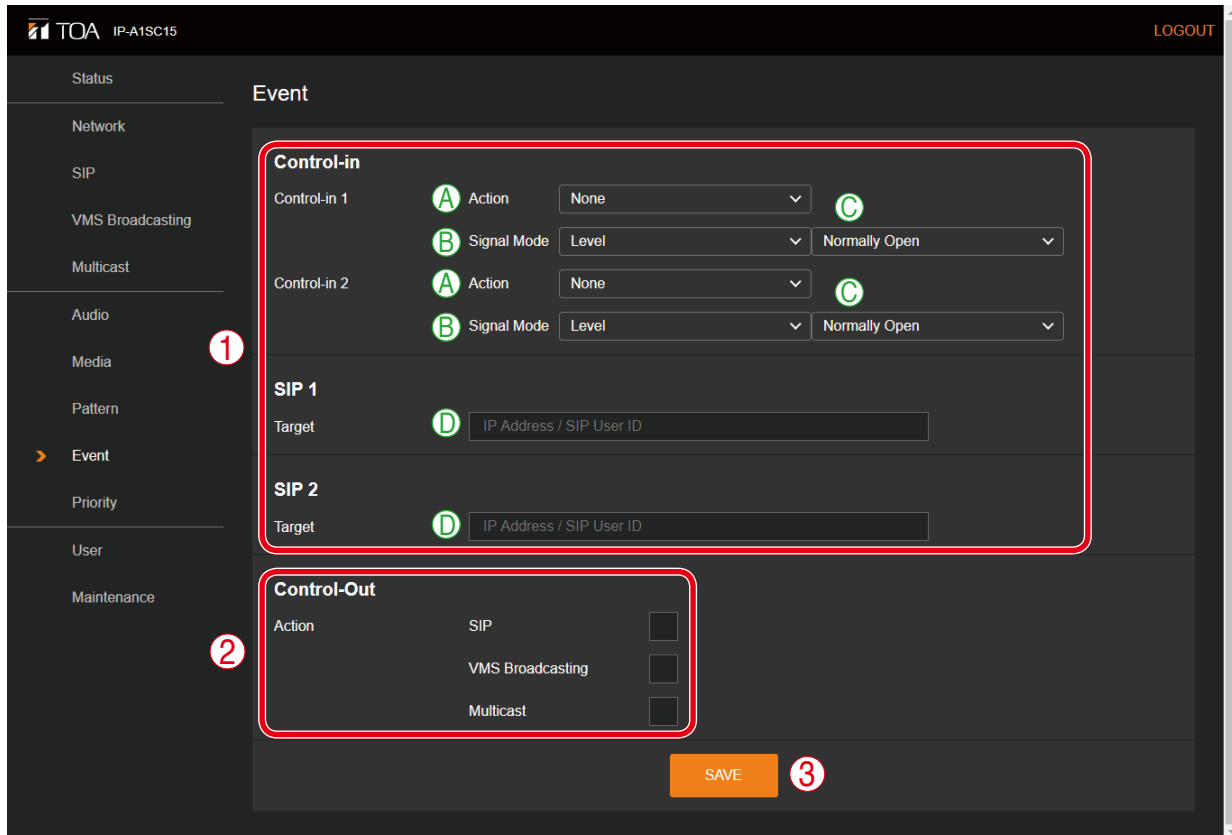 TOA IP-A1SC15 LOGOUT
Status
Network
SIP
VMS Broadcasting
Multicast
Audio
Media
Pattern
Event
Priority
User
Maintenance
Event
1
Control-in
Control-in 1 A Action None C
B Signal Mode Level Normally Open
Control-in 2 A Action None C
B Signal Mode Level Normally Open
SIP 1
Target D IP Address / SIP User ID
SIP 2
Target D IP Address / SIP User ID
2
Control-Out
Action SIP
VMS Broadcasting
Multicast
SAVE 3